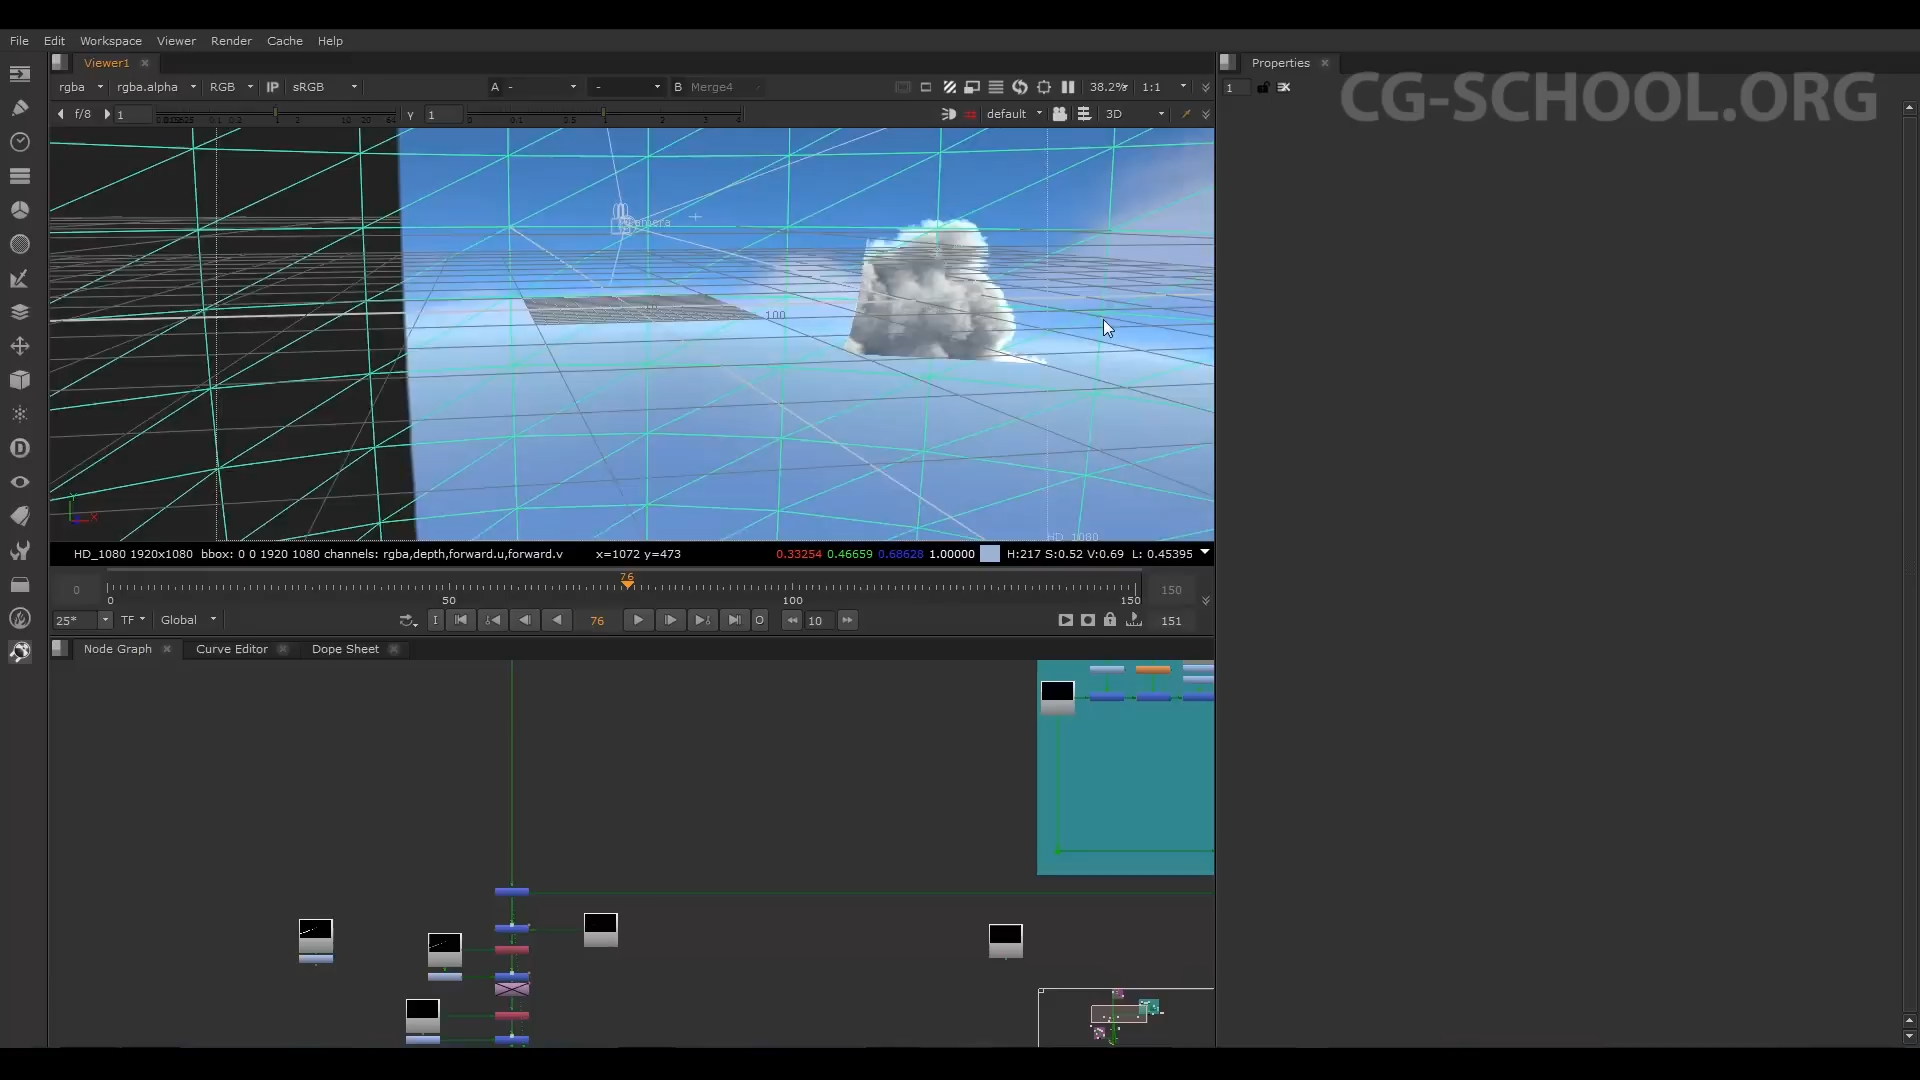 File Edit Workspace Viewer Render Cache Help
Viewer1
Properties
CG-SCHOOL.ORG
rgba rgba.alpha RGB IP sRGB A - - B Merge4 38.2% 1:1
1
f/8 1 Y 1 default 3D
100
HD_1080
HD_1080 1920x1080 bbox: 0 0 1920 1080 channels: rgba,depth,forward.u,forward.v x=1072 y=473 0.33254 0.46659 0.68628 1.00000 H:217 S:0.52 V:0.69 L: 0.45395
76
0 150
0 50 100 150
25* TF Global I 76 O 10 151
Node Graph Curve Editor Dope Sheet